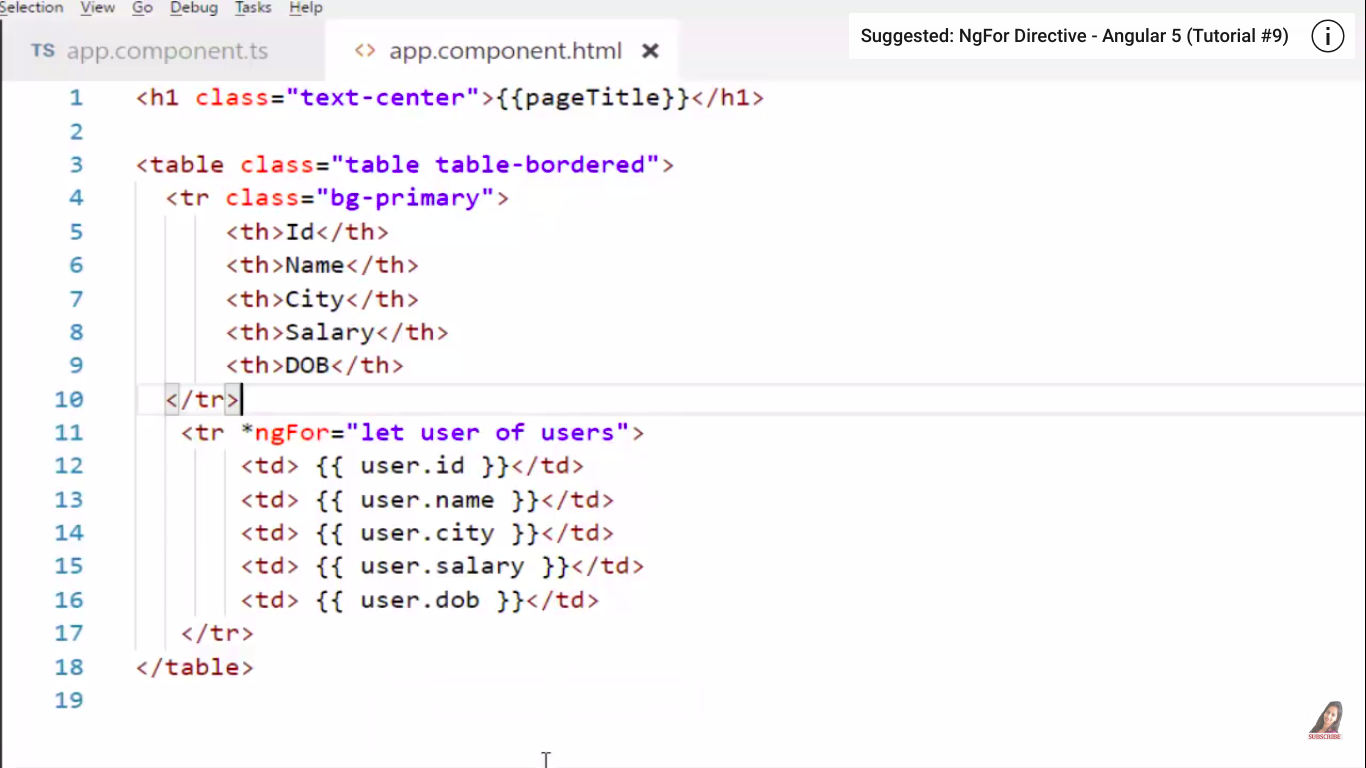 Selection View Go Debug Tasks Help
TS app.component.ts <> app.component.html ×
Suggested: NgFor Directive - Angular 5 (Tutorial #9) i
1 <h1 class="text-center">{{pageTitle}}</h1>
2
3 <table class="table table-bordered">
4 <tr class="bg-primary">
5 <th>Id</th>
6 <th>Name</th>
7 <th>City</th>
8 <th>Salary</th>
9 <th>DOB</th>
10 </tr>
11 <tr *ngFor="let user of users">
12 <td> {{ user.id }}</td>
13 <td> {{ user.name }}</td>
14 <td> {{ user.city }}</td>
15 <td> {{ user.salary }}</td>
16 <td> {{ user.dob }}</td>
17 </tr>
18 </table>
19
SUBSCRIBE